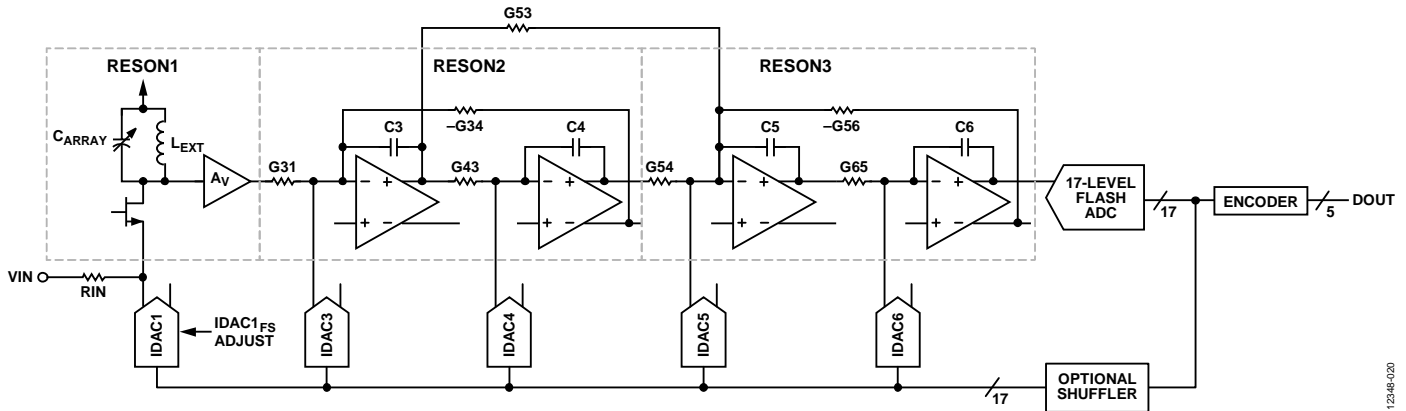 G53
RESON1
RESON2
RESON3
CARRAY
LEXT
AV
G31
–G34
C3
G43
C4
G54
–G56
C5
G65
C6
17-LEVEL
FLASH
ADC
17
ENCODER
5
DOUT
VIN
RIN
IDAC1
IDAC1FS
ADJUST
IDAC3
IDAC4
IDAC5
IDAC6
17
OPTIONAL
SHUFFLER
12348-020